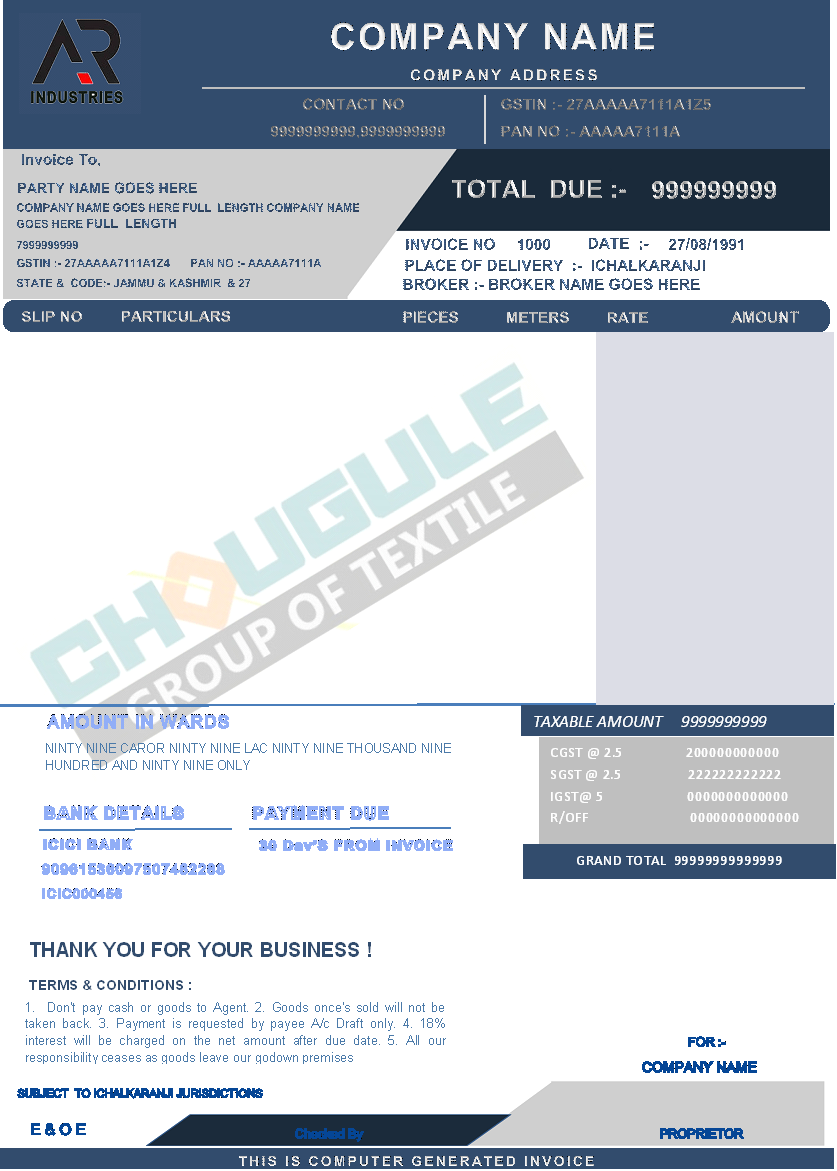 AR
INDUSTRIES
COMPANY NAME
COMPANY ADDRESS
CONTACT NO
9999999999,9999999999
GSTIN :- 27AAAAA7111A1Z5
PAN NO :- AAAAA7111A
Invoice To,
PARTY NAME GOES HERE
COMPANY NAME GOES HERE FULL LENGTH COMPANY NAME
GOES HERE FULL LENGTH
7999999999
GSTIN :- 27AAAAA7111A1Z4 PAN NO :- AAAAA7111A
STATE & CODE:- JAMMU & KASHMIR & 27
TOTAL DUE :- 999999999
INVOICE NO 1000 DATE :- 27/08/1991
PLACE OF DELIVERY :- ICHALKARANJI
BROKER :- BROKER NAME GOES HERE
SLIP NO PARTICULARS PIECES METERS RATE AMOUNT
CHOUGULE
GROUP OF TEXTILE
AMOUNT IN WARDS
NINTY NINE CAROR NINTY NINE LAC NINTY NINE THOUSAND NINE
HUNDRED AND NINTY NINE ONLY
TAXABLE AMOUNT 9999999999
CGST @ 2.5 200000000000
SGST @ 2.5 222222222222
IGST@ 5 0000000000000
R/OFF 00000000000000
GRAND TOTAL 99999999999999
BANK DETAILS PAYMENT DUE
ICICI BANK
30 Day'S FROM INVOICE
ICIC000456
THANK YOU FOR YOUR BUSINESS !
TERMS & CONDITIONS :
1. Don't pay cash or goods to Agent. 2. Goods once's sold will not be
taken back. 3. Payment is requested by payee A/c Draft only. 4. 18%
interest will be charged on the net amount after due date. 5. All our
responsibility ceases as goods leave our godown premises
FOR :-
COMPANY NAME
SUBJECT TO ICHALKARANJI JURISDICTIONS
E & O E
Checked By
PROPRIETOR
THIS IS COMPUTER GENERATED INVOICE